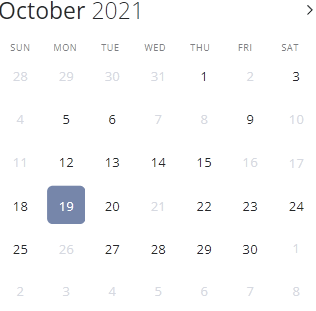 October 2021 >
SUN MON TUE WED THU FRI SAT
28 29 30 31 1 2 3
4 5 6 7 8 9 10
11 12 13 14 15 16 17
18 19 20 21 22 23 24
25 26 27 28 29 30 1
2 3 4 5 6 7 8